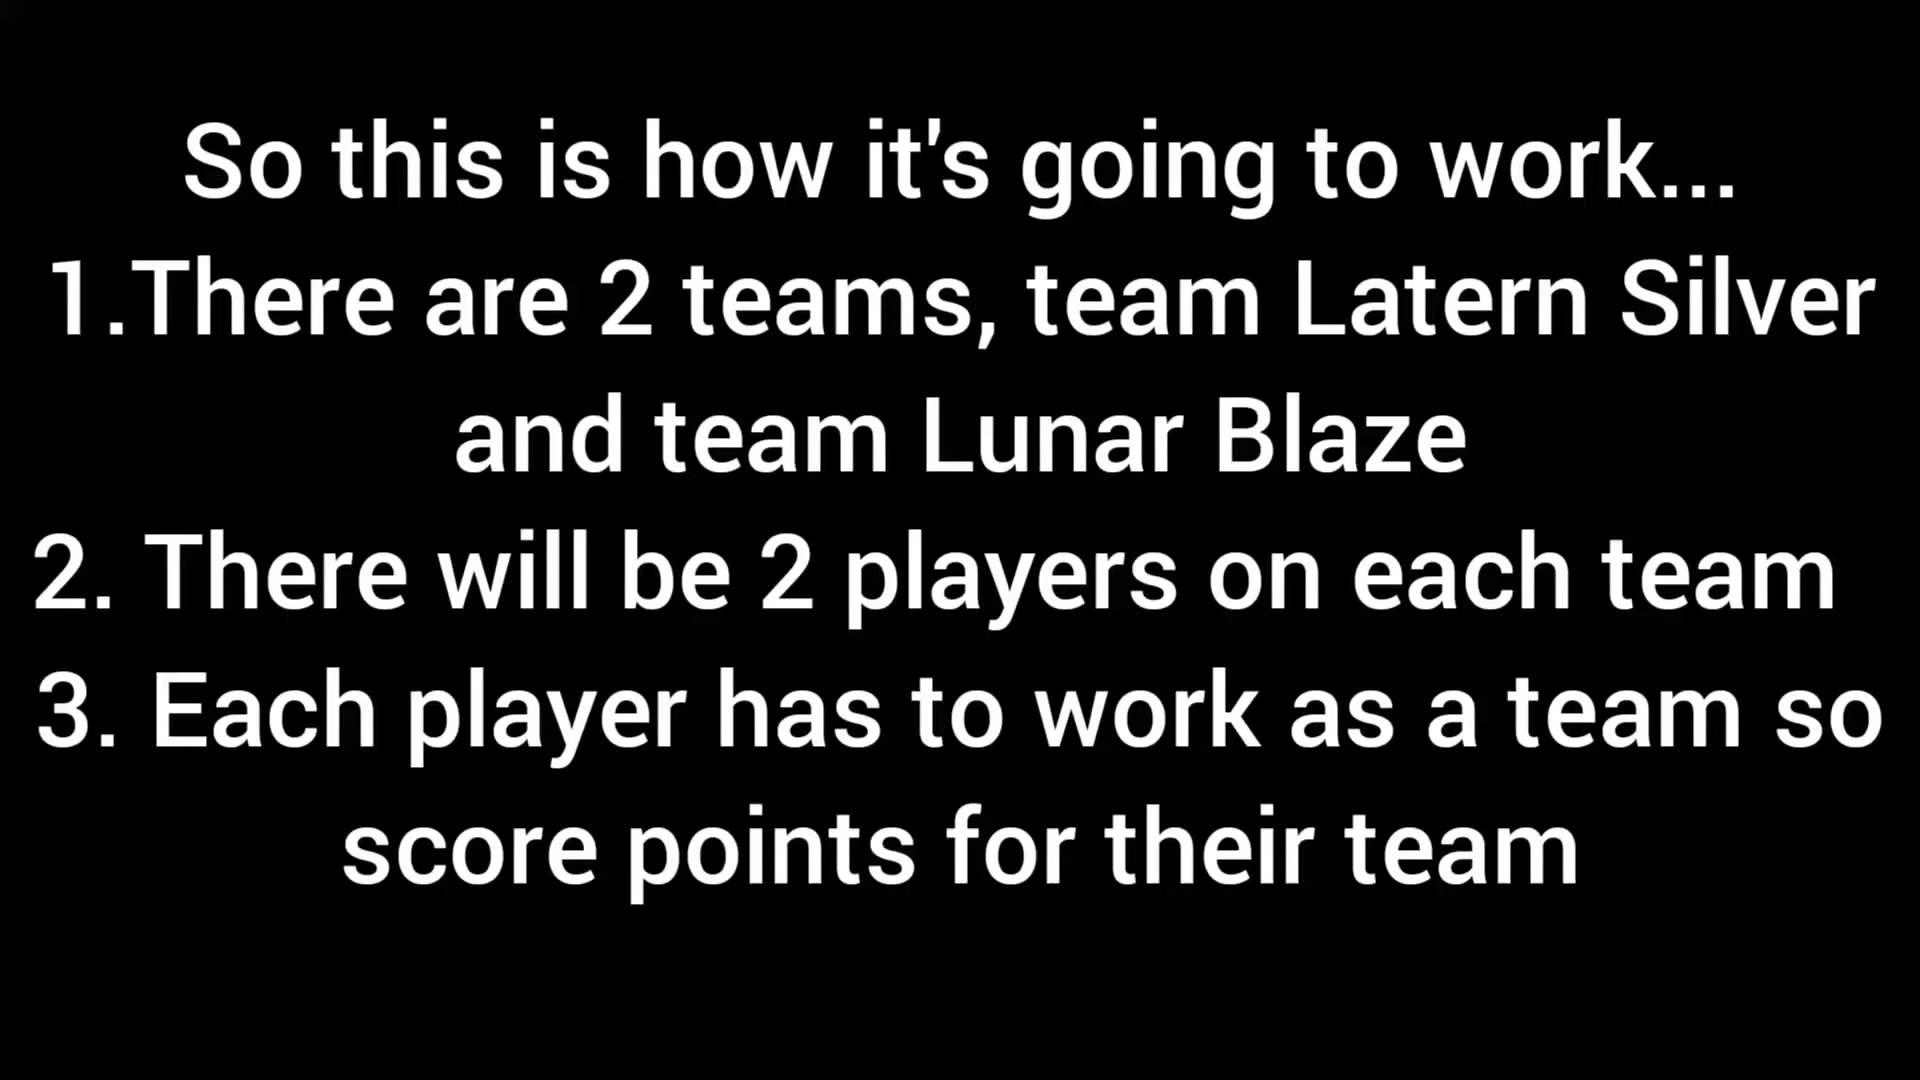 So this is how it's going to work...
1.There are 2 teams, team Latern Silver
and team Lunar Blaze
2. There will be 2 players on each team
3. Each player has to work as a team so
score points for their team